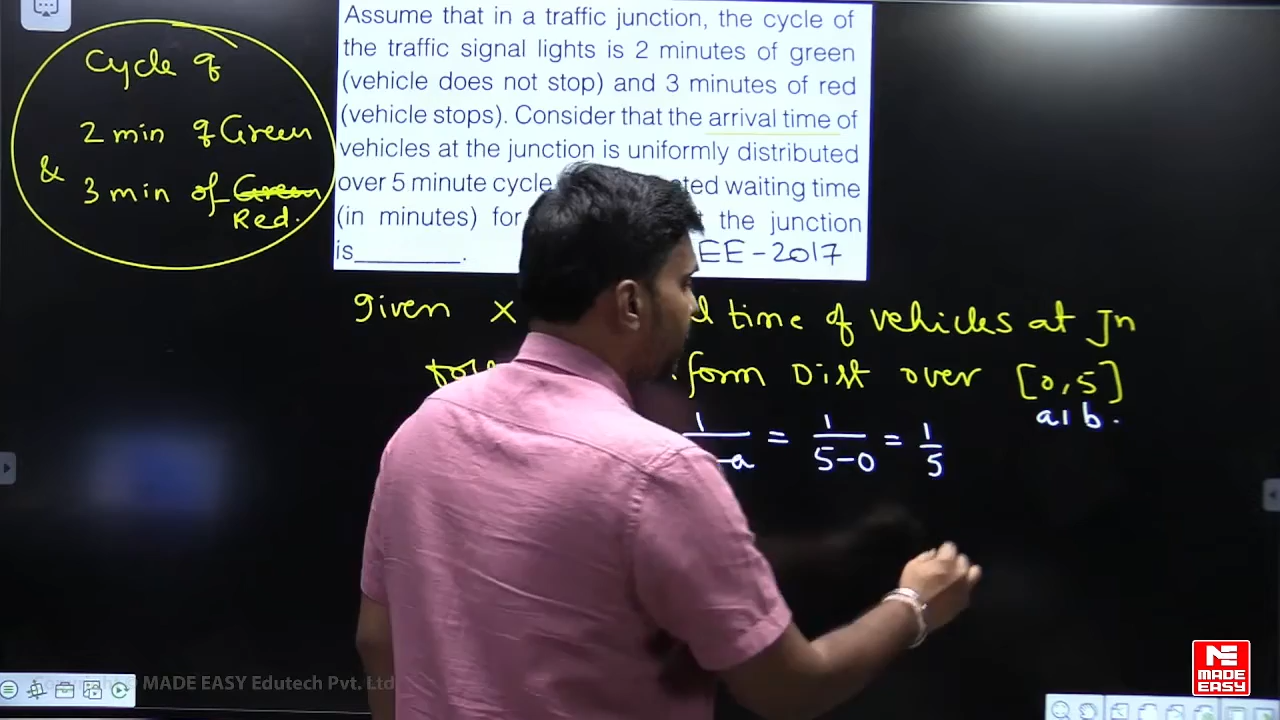 Cycle of
2 min of Green
& 3 min of Green
Red.
Assume that in a traffic junction, the cycle of
the traffic signal lights is 2 minutes of green
(vehicle does not stop) and 3 minutes of red
(vehicle stops). Consider that the arrival time of
vehicles at the junction is uniformly distributed
over 5 minute cycle ted waiting time
(in minutes) for t the junction
is________.
EE-2017
given X l time of vehicles at Jn
form Dist over [0,5]
a, b.
1/ -a = 1/5-0 = 1/5
MADE EASY Edutech Pvt. Ltd
MADE
EASY